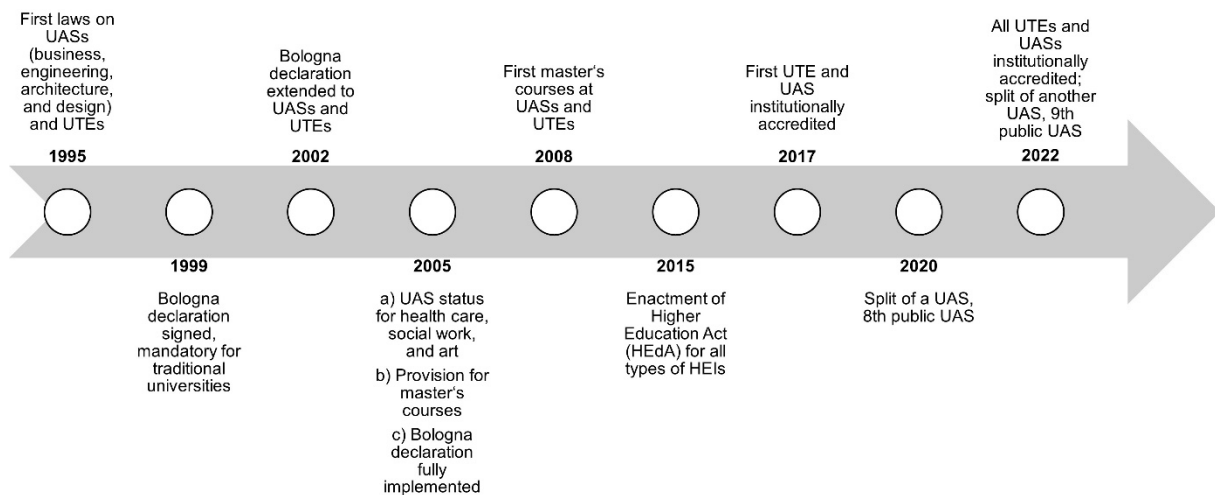 First laws on
UASs
(business,
engineering,
architecture,
and design)
and UTEs
1995
1999
Bologna
declaration
signed,
mandatory for
traditional
universities
Bologna
declaration
extended to
UASs and
UTEs
2002
2005
a) UAS status
for health care,
social work,
and art
b) Provision for
master‘s
courses
c) Bologna
declaration
fully
implemented
First master‘s
courses at
UASs and
UTEs
2008
2015
Enactment of
Higher
Education Act
(HEdA) for all
types of HEIs
First UTE and
UAS
institutionally
accredited
2017
2020
Split of a UAS,
8th public UAS
All UTEs and
UASs
institutionally
accredited;
split of another
UAS, 9th
public UAS
2022